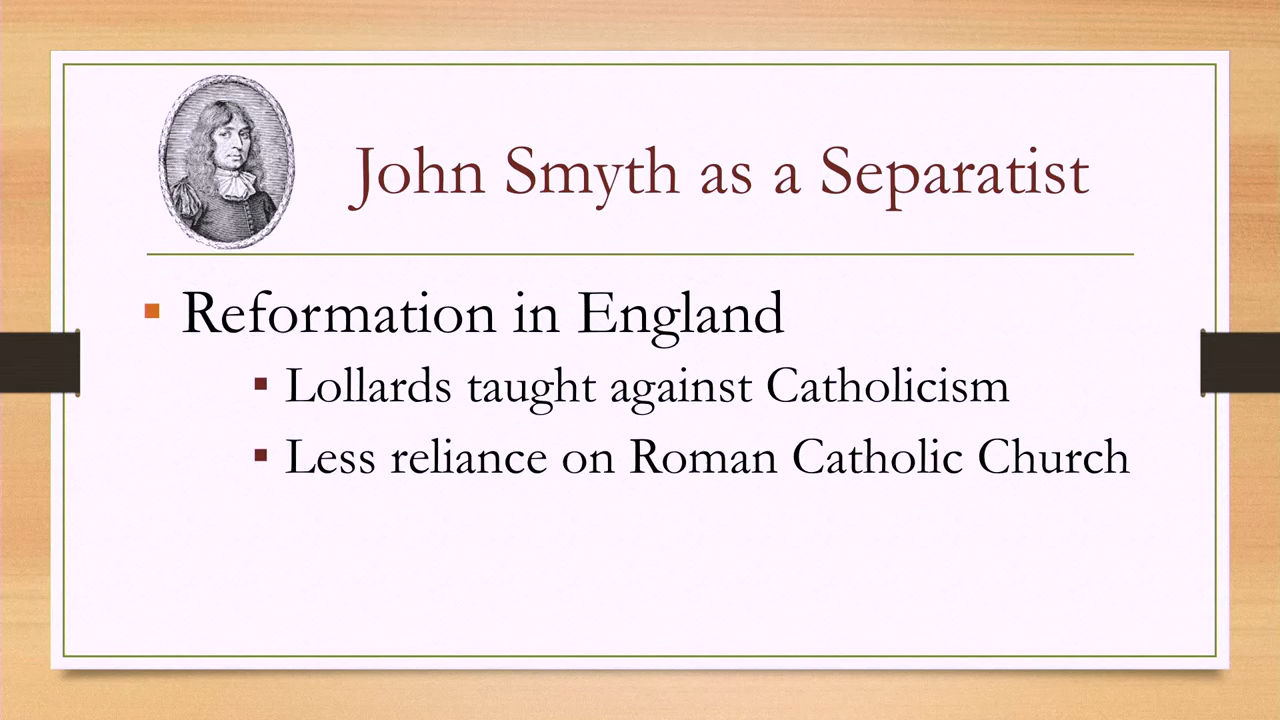 John Smyth as a Separatist
Reformation in England
Lollards taught against Catholicism
Less reliance on Roman Catholic Church